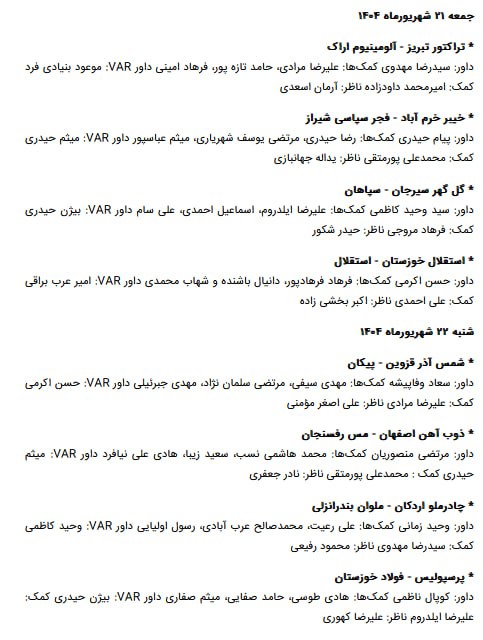 جمعه ۲۱ شهریورماه ۱۴۰۴
* تراکتور تبریز - آلومینیوم اراک
داور: سیدرضا مهدوی کمک‌ها: علیرضا مرادی، حامد تازه پور، فرهاد امینی داور VAR: موعود بنیادی فرد
کمک: امیرمحمد داودزاده ناظر: آرمان اسعدی
* خیبر خرم آباد - فجر سپاسی شیراز
داور: پیام حیدری کمک‌ها: رضا حیدری، مرتضی یوسف شهریاری، میثم عباسپور داور VAR: میثم حیدری
کمک: محمدعلی پورمتقی ناظر: یداله جهانبازی
* گل گهر سیرجان - سپاهان
داور: سید وحید کاظمی کمک‌ها: علیرضا ایلدروم، اسماعیل احمدی، علی سام داور VAR: بیژن حیدری
کمک: فرهاد مروجی ناظر: حیدر شکور
* استقلال خوزستان - استقلال
داور: حسن اکرمی کمک‌ها: فرهاد فرهادپور، دانیال باشنده و شهاب محمدی داور VAR: امیر عرب براقی
کمک: علی احمدی ناظر: اکبر بخشی زاده
شنبه ۲۲ شهریورماه ۱۴۰۴
* شمس آذر قزوین - پیکان
داور: سعاد وفاپیشه کمک‌ها: مهدی سیفی، مرتضی سلمان نژاد، مهدی جبرئیلی داور VAR: حسن اکرمی
کمک: علیرضا مرادی ناظر: علی اصغر مؤمنی
* ذوب آهن اصفهان - مس رفسنجان
داور: مرتضی منصوریان کمک‌ها: محمد هاشمی نسب، سعید زیبا، هادی علی نیافرد داور VAR: میثم
حیدری کمک : محمدعلی پورمتقی ناظر: نادر جعفری
* چادرملو اردکان - ملوان بندرانزلی
داور: وحید زمانی کمک‌ها: علی رعیت، محمدصالح عرب آبادی، رسول اولیایی داور VAR: وحید کاظمی
کمک: سیدرضا مهدوی ناظر: محمود رفیعی
* پرسپولیس - فولاد خوزستان
داور: کوپال ناظمی کمک‌ها: هادی طوسی، حامد صفایی، میثم صفاری داور VAR: بیژن حیدری کمک:
علیرضا ایلدروم ناظر: علیرضا کهوری